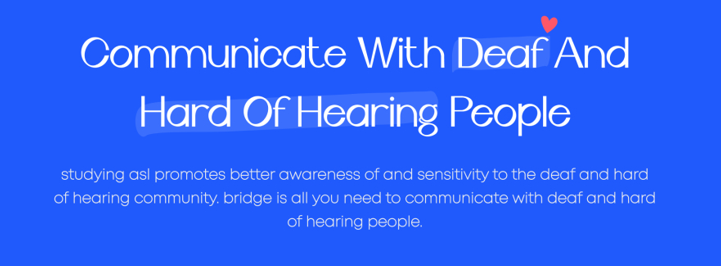 Communicate With Deaf And
Hard Of Hearing People
studying asl promotes better awareness of and sensitivity to the deaf and hard
of hearing community. bridge is all you need to communicate with deaf and hard
of hearing people.